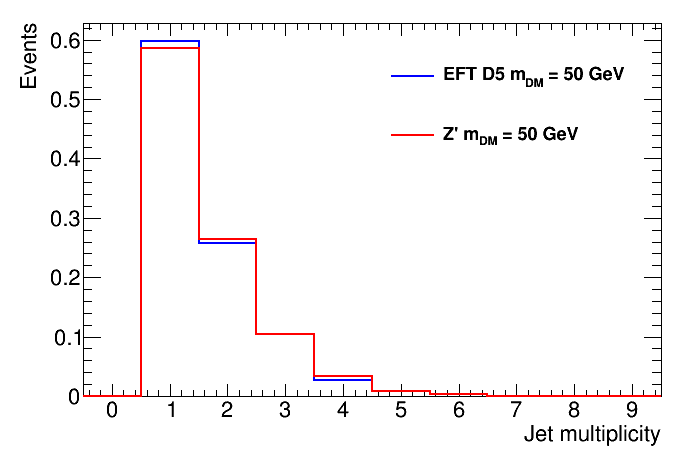 Events
0.6
0.5
0.4
0.3
0.2
0.1
0
EFT D5 mDM = 50 GeV
Z' mDM = 50 GeV
0 1 2 3 4 5 6 7 8 9
Jet multiplicity